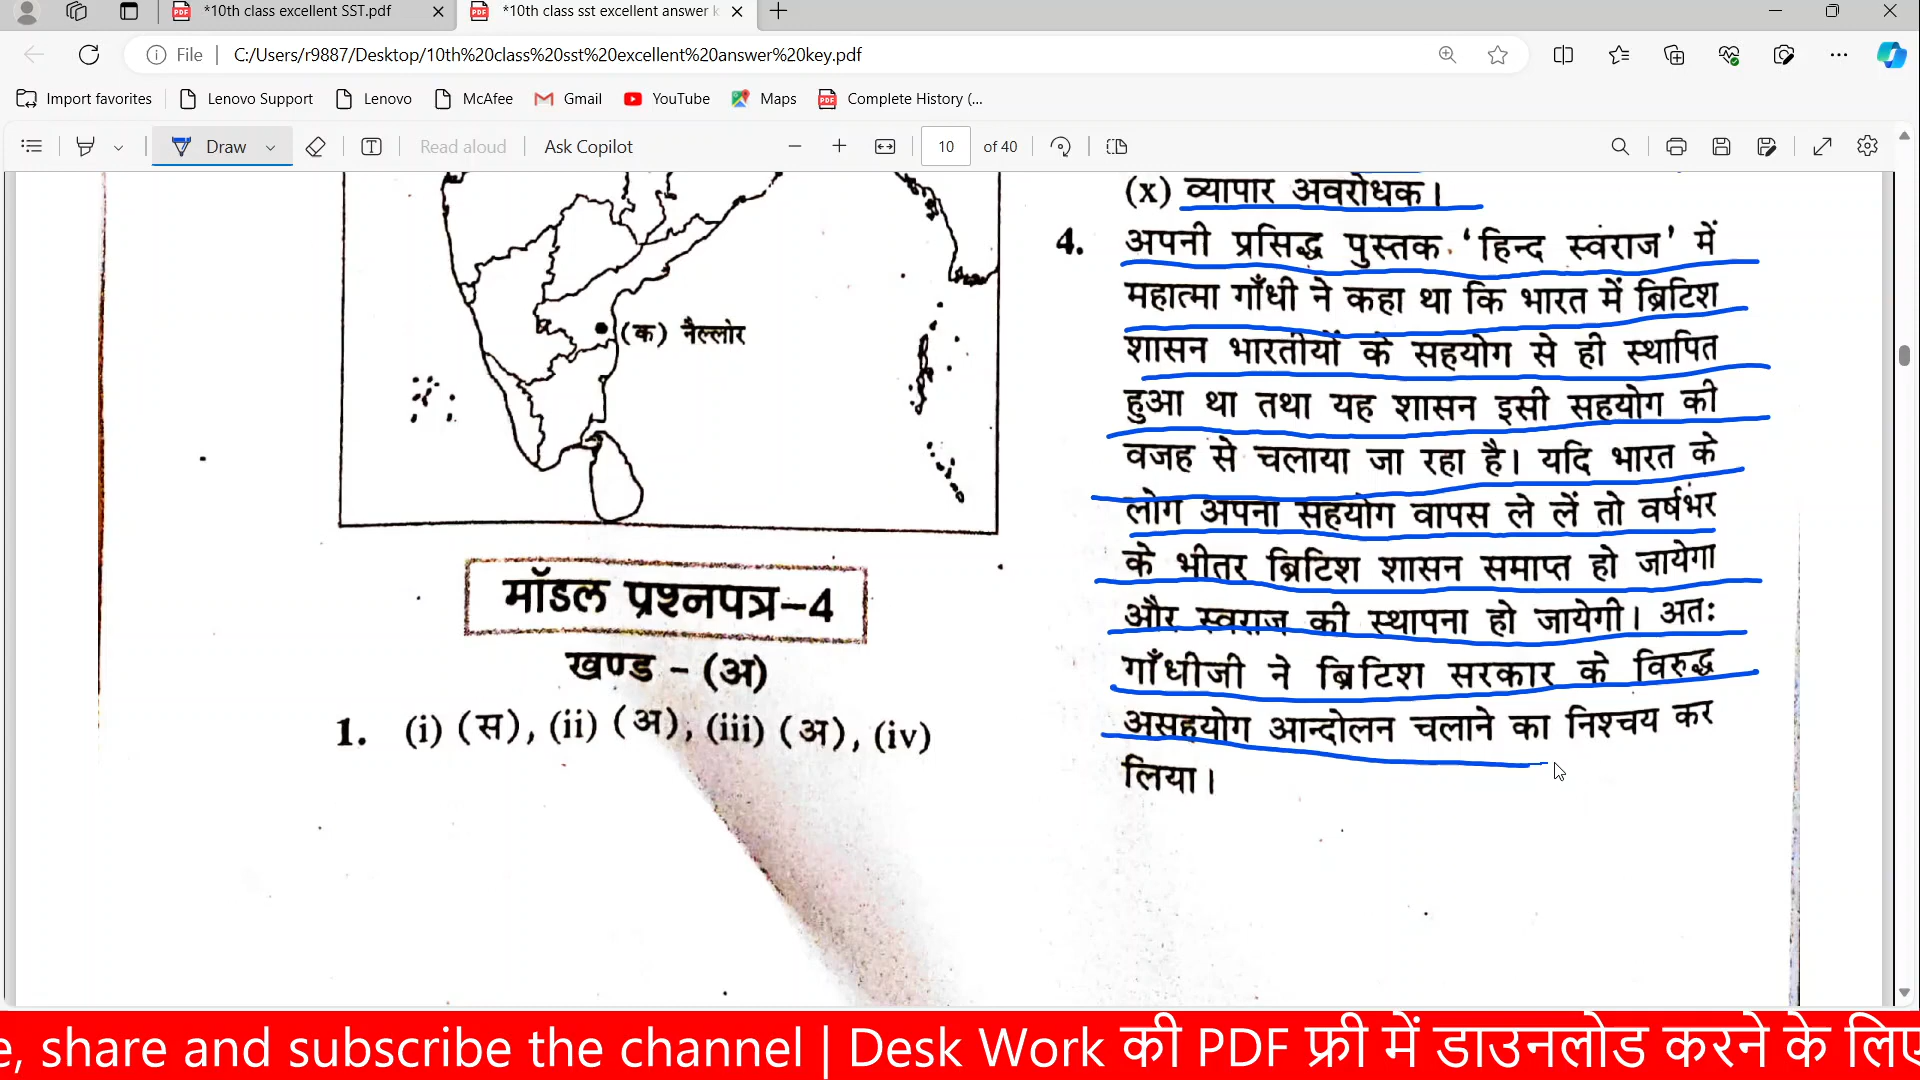 *10th class excellent SST.pdf
*10th class sst excellent answer k
File
C:/Users/r9887/Desktop/10th%20class%20sst%20excellent%20answer%20key.pdf
Import favorites
Lenovo Support
Lenovo
McAfee
Gmail
YouTube
Maps
Complete History (...
Draw
Read aloud
Ask Copilot
10
of 40
(क) नैल्लोर
मॉडल प्रश्नपत्र–4
खण्ड - (अ)
1. (i) (स), (ii) (अ), (iii) (अ), (iv)
(x) व्यापार अवरोधक।
4. अपनी प्रसिद्ध पुस्तक 'हिन्द स्वराज' में
महात्मा गाँधी ने कहा था कि भारत में ब्रिटिश
शासन भारतीयों के सहयोग से ही स्थापित
हुआ था तथा यह शासन इसी सहयोग की
वजह से चलाया जा रहा है। यदि भारत के
लोग अपना सहयोग वापस ले लें तो वर्षभर
के भीतर ब्रिटिश शासन समाप्त हो जायेगा
और स्वराज की स्थापना हो जायेगी। अतः
गाँधीजी ने ब्रिटिश सरकार के विरुद्ध
असहयोग आन्दोलन चलाने का निश्चय कर
लिया।
e, share and subscribe the channel | Desk Work की PDF फ्री में डाउनलोड करने के लिए